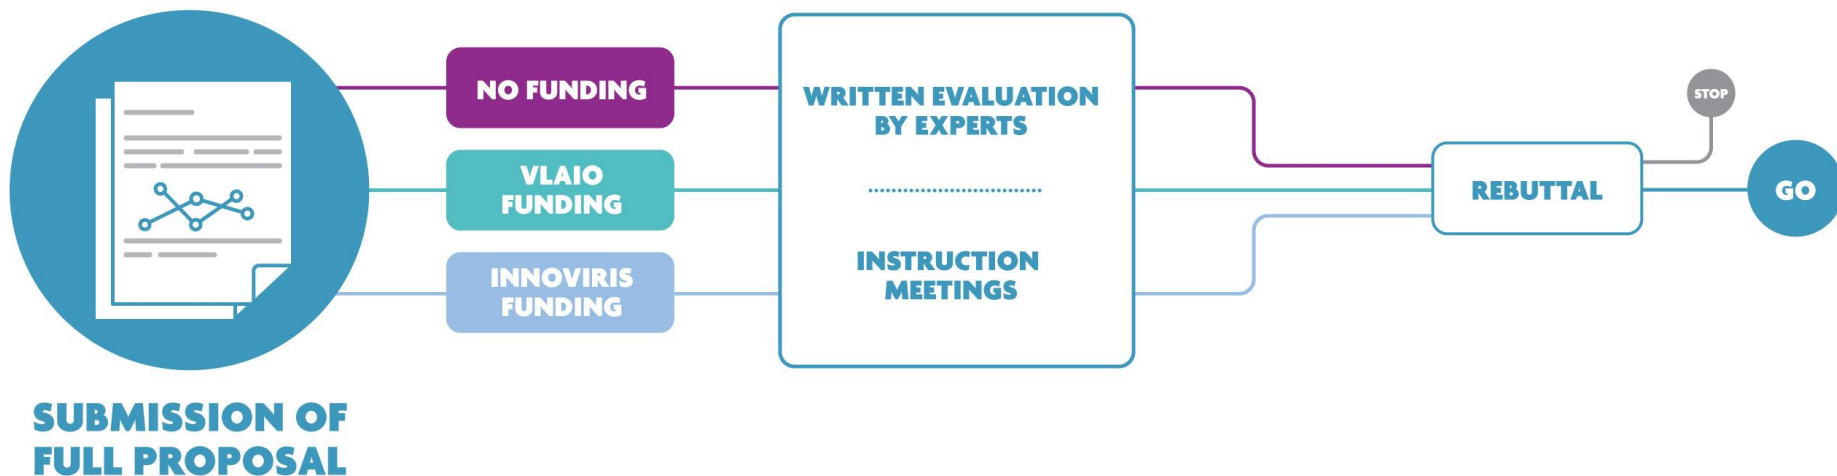 NO FUNDING
VLAIO
FUNDING
INNOVIRIS
FUNDING
WRITTEN EVALUATION
BY EXPERTS
INSTRUCTION
MEETINGS
REBUTTAL
STOP
GO
SUBMISSION OF
FULL PROPOSAL